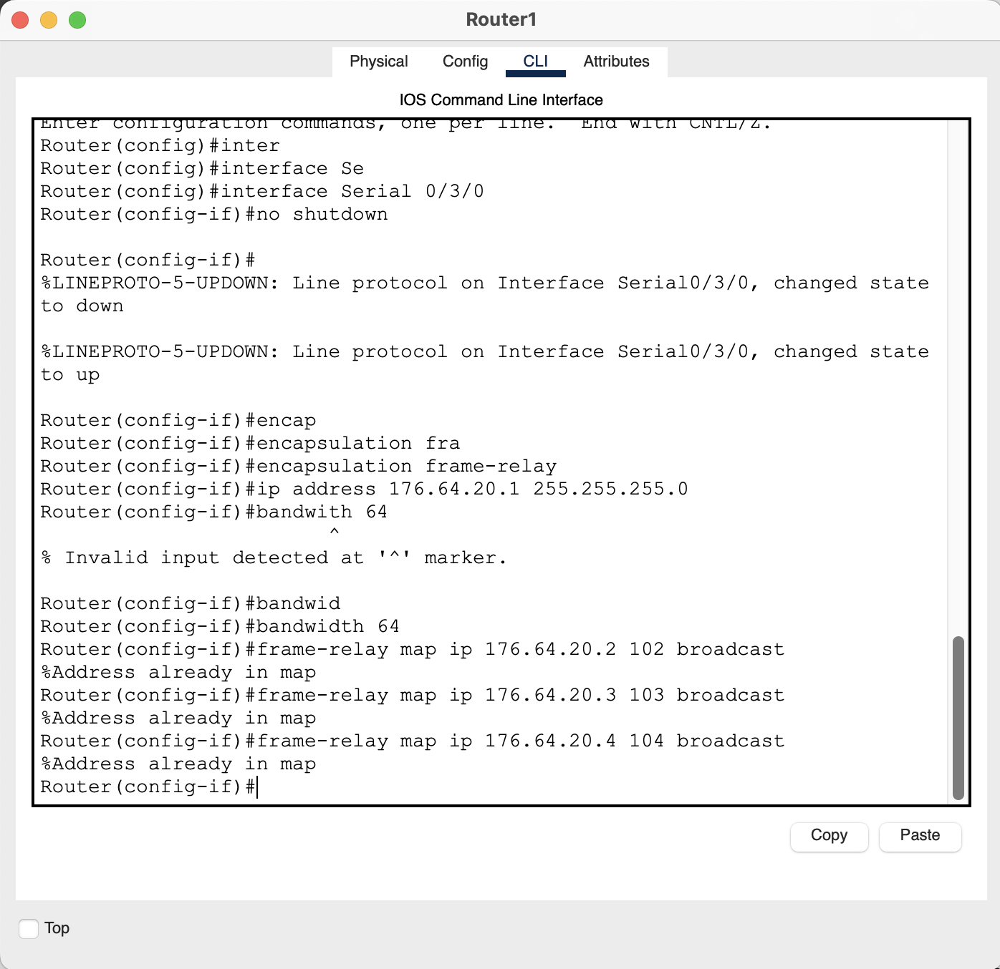 Router1
Physical Config CLI Attributes
IOS Command Line Interface
Enter configuration commands, one per line.  End with CNTL/Z.
Router(config)#inter
Router(config)#interface Se
Router(config)#interface Serial 0/3/0
Router(config-if)#no shutdown
Router(config-if)#
%LINEPROTO-5-UPDOWN: Line protocol on Interface Serial0/3/0, changed state
to down
%LINEPROTO-5-UPDOWN: Line protocol on Interface Serial0/3/0, changed state
to up
Router(config-if)#encap
Router(config-if)#encapsulation fra
Router(config-if)#encapsulation frame-relay
Router(config-if)#ip address 176.64.20.1 255.255.255.0
Router(config-if)#bandwith 64
^
% Invalid input detected at '^' marker.
Router(config-if)#bandwid
Router(config-if)#bandwidth 64
Router(config-if)#frame-relay map ip 176.64.20.2 102 broadcast
%Address already in map
Router(config-if)#frame-relay map ip 176.64.20.3 103 broadcast
%Address already in map
Router(config-if)#frame-relay map ip 176.64.20.4 104 broadcast
%Address already in map
Router(config-if)#
Copy Paste
Top